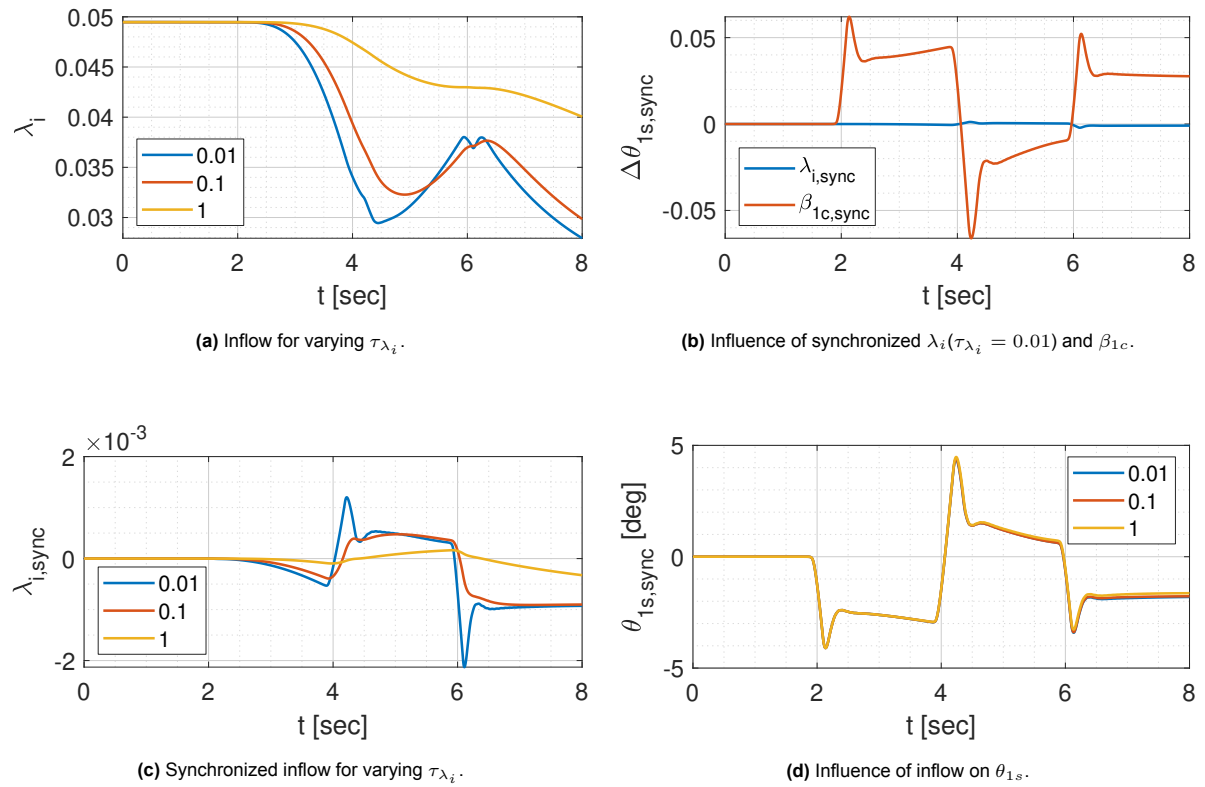 0.05
0.045
0.04
0.035
0.03
λi
0.01
0.1
1
0 2 4 6 8
t [sec]
(a) Inflow for varying τλi.
0.05
0
-0.05
Δθ1s,sync
λi,sync
β1c,sync
0 2 4 6 8
t [sec]
(b) Influence of synchronized λi(τλi = 0.01) and β1c.
×10-3
2
0
-2
λi,sync
0.01
0.1
1
0 2 4 6 8
t [sec]
(c) Synchronized inflow for varying τλi.
5
0
-5
θ1s,sync [deg]
0.01
0.1
1
0 2 4 6 8
t [sec]
(d) Influence of inflow on θ1s.